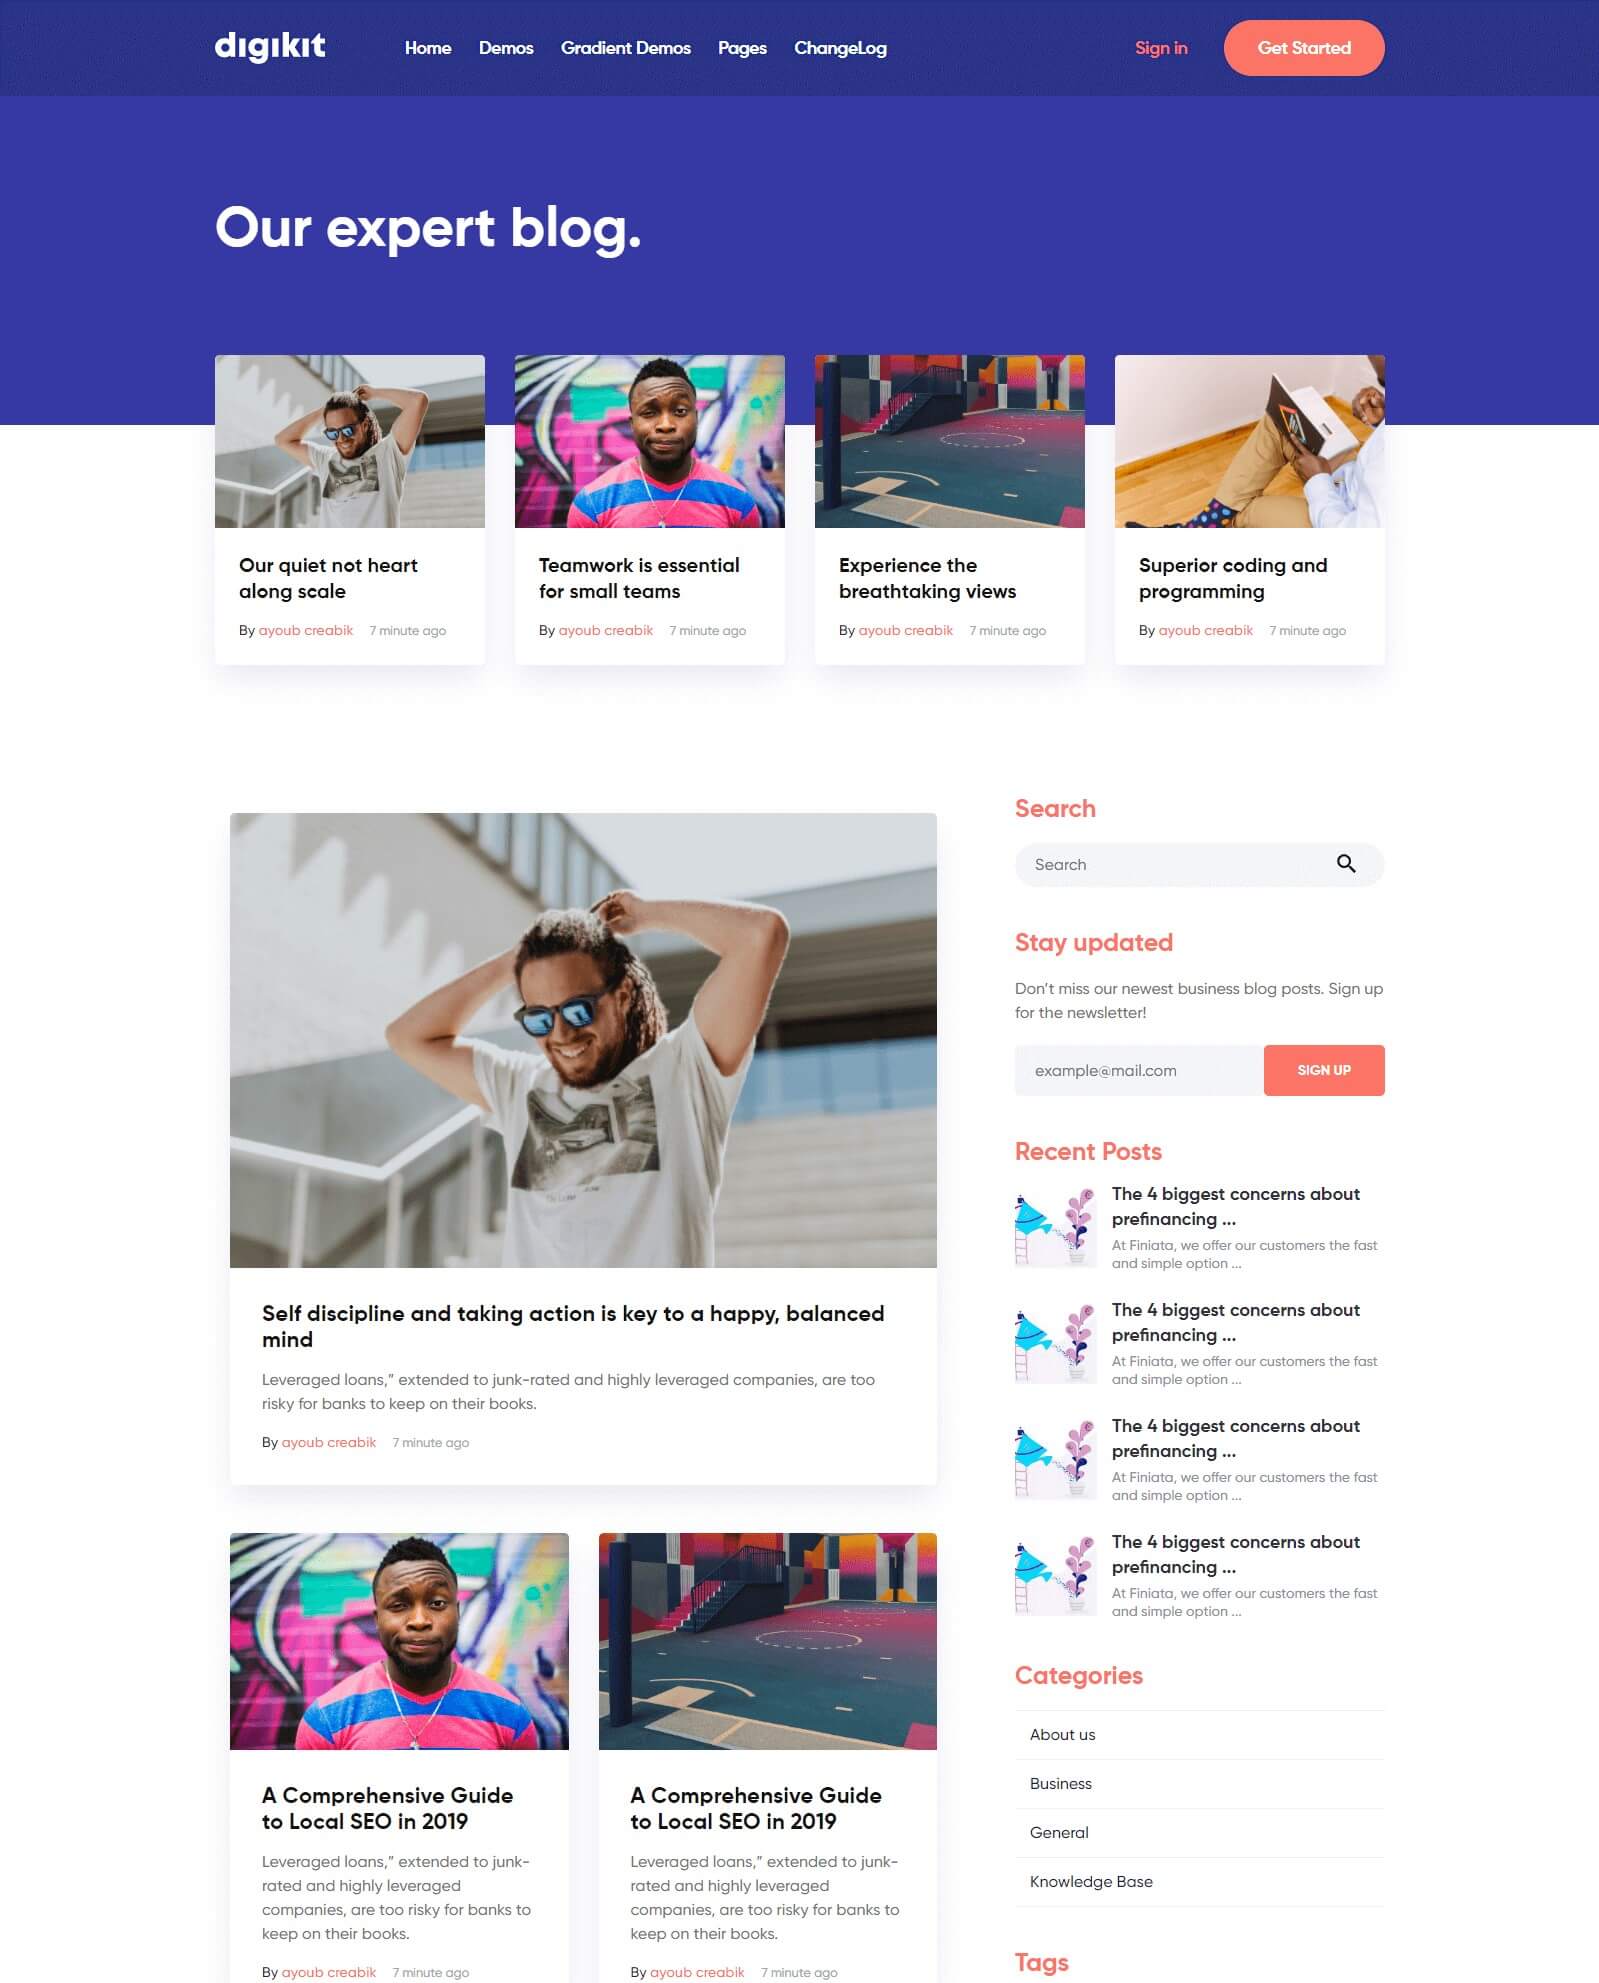 digikit
Home Demos Gradient Demos Pages ChangeLog
Sign in Get Started
Our expert blog.
Our quiet not heart
along scale
By ayoub creabik 7 minute ago
Teamwork is essential
for small teams
By ayoub creabik 7 minute ago
Experience the
breathtaking views
By ayoub creabik 7 minute ago
Superior coding and
programming
By ayoub creabik 7 minute ago
Self discipline and taking action is key to a happy, balanced
mind
Leveraged loans,” extended to junk-rated and highly leveraged companies, are too
risky for banks to keep on their books.
By ayoub creabik 7 minute ago
A Comprehensive Guide
to Local SEO in 2019
Leveraged loans,” extended to junk-
rated and highly leveraged
companies, are too risky for banks to
keep on their books.
By ayoub creabik 7 minute ago
A Comprehensive Guide
to Local SEO in 2019
Leveraged loans,” extended to junk-
rated and highly leveraged
companies, are too risky for banks to
keep on their books.
By ayoub creabik 7 minute ago
Search
Search
Stay updated
Don’t miss our newest business blog posts. Sign up
for the newsletter!
example@mail.com SIGN UP
Recent Posts
The 4 biggest concerns about
prefinancing ...
At Finiata, we offer our customers the fast
and simple option ...
The 4 biggest concerns about
prefinancing ...
At Finiata, we offer our customers the fast
and simple option ...
The 4 biggest concerns about
prefinancing ...
At Finiata, we offer our customers the fast
and simple option ...
The 4 biggest concerns about
prefinancing ...
At Finiata, we offer our customers the fast
and simple option ...
Categories
About us
Business
General
Knowledge Base
Tags